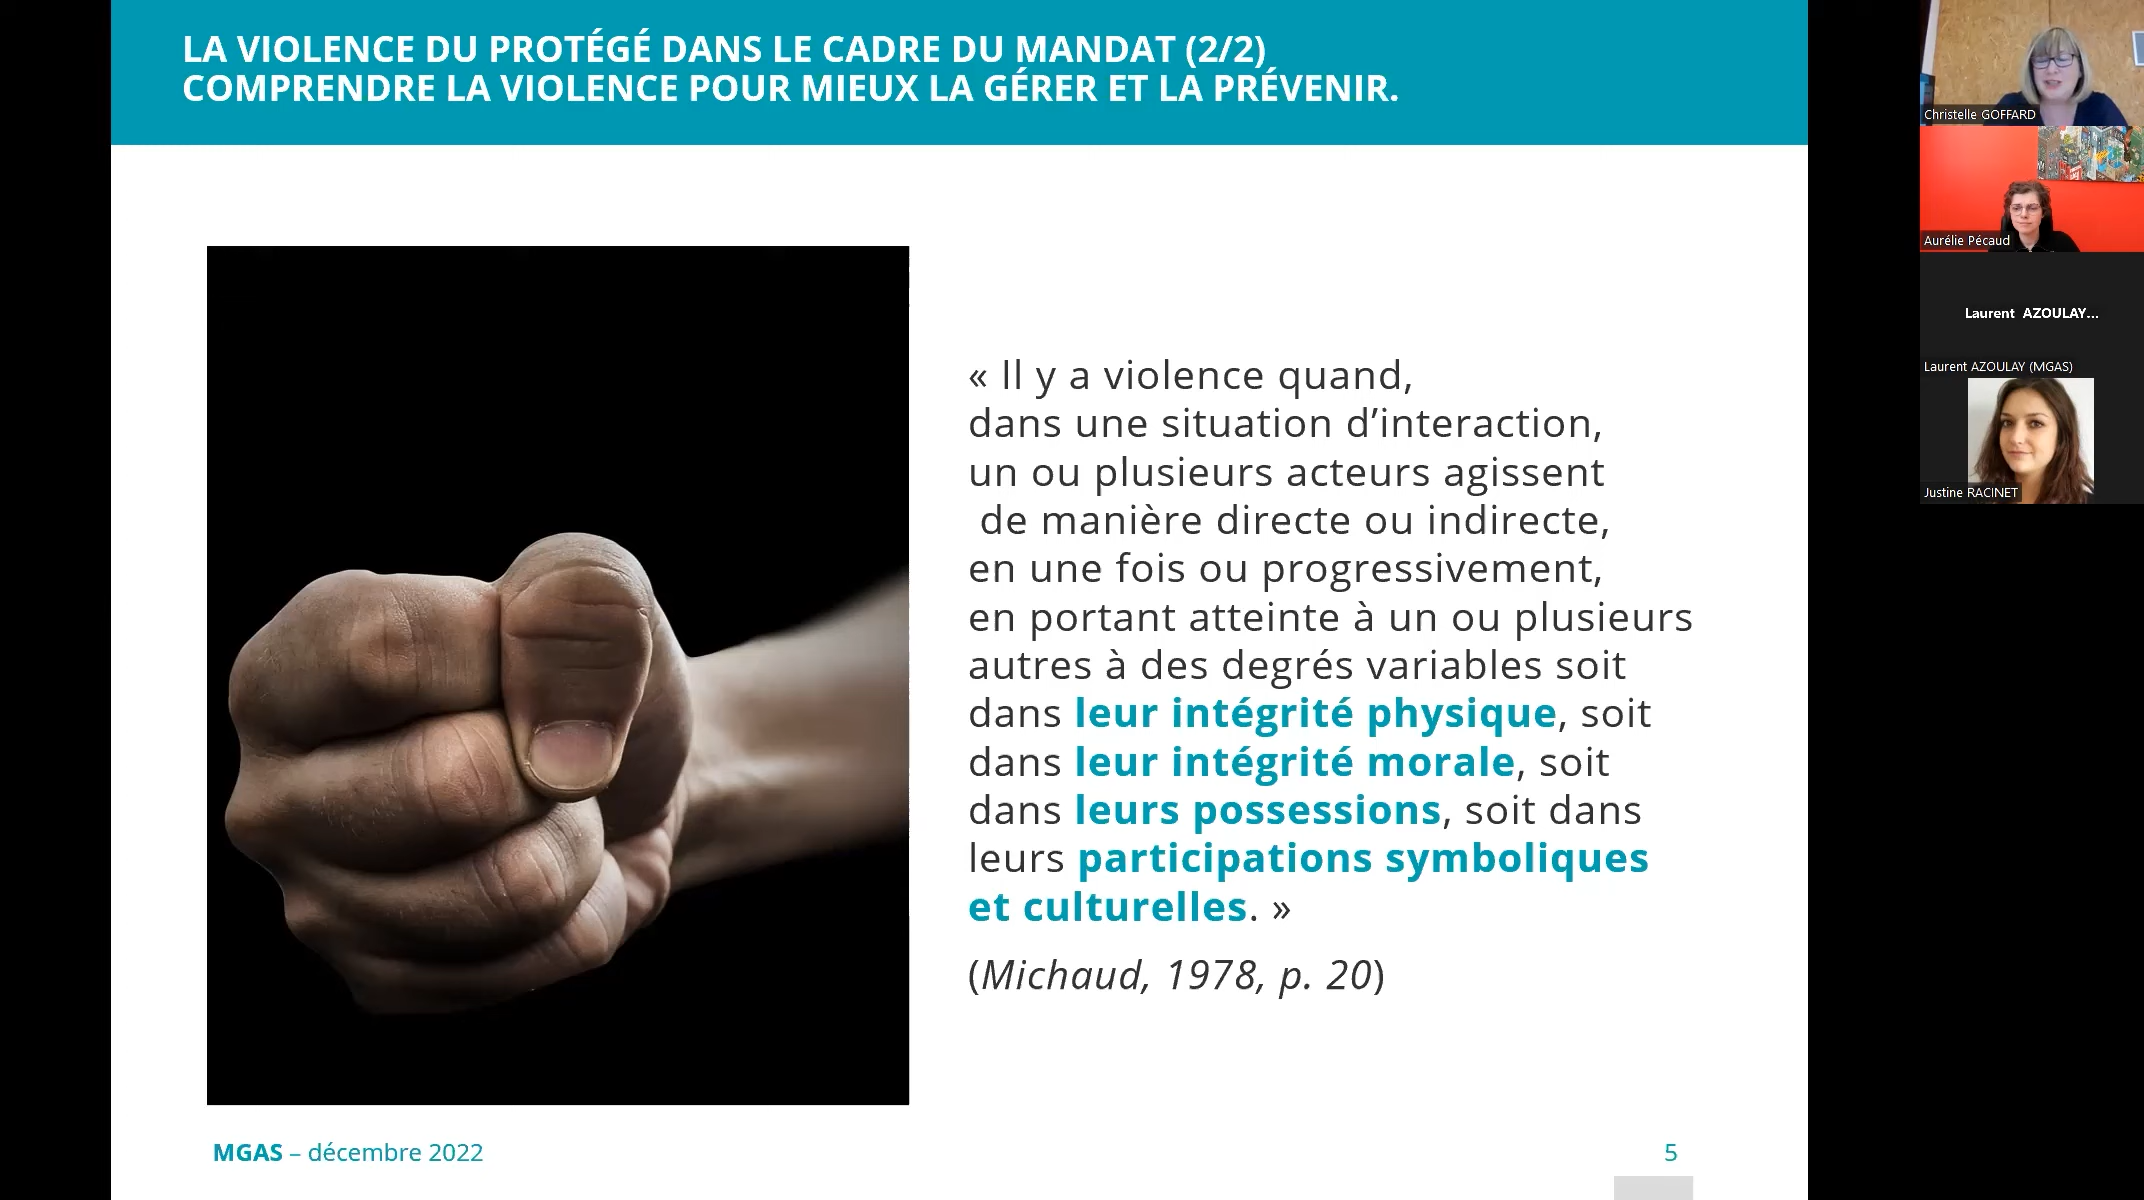 LA VIOLENCE DU PROTÉGÉ DANS LE CADRE DU MANDAT (2/2)
COMPRENDRE LA VIOLENCE POUR MIEUX LA GÉRER ET LA PRÉVENIR.
« Il y a violence quand,
dans une situation d’interaction,
un ou plusieurs acteurs agissent
de manière directe ou indirecte,
en une fois ou progressivement,
en portant atteinte à un ou plusieurs
autres à des degrés variables soit
dans leur intégrité physique, soit
dans leur intégrité morale, soit
dans leurs possessions, soit dans
leurs participations symboliques
et culturelles. »
(Michaud, 1978, p. 20)
MGAS – décembre 2022
5
Christelle GOFFARD
Aurélie Pécaud
Laurent AZOULAY...
Laurent AZOULAY (MGAS)
Justine RACINET